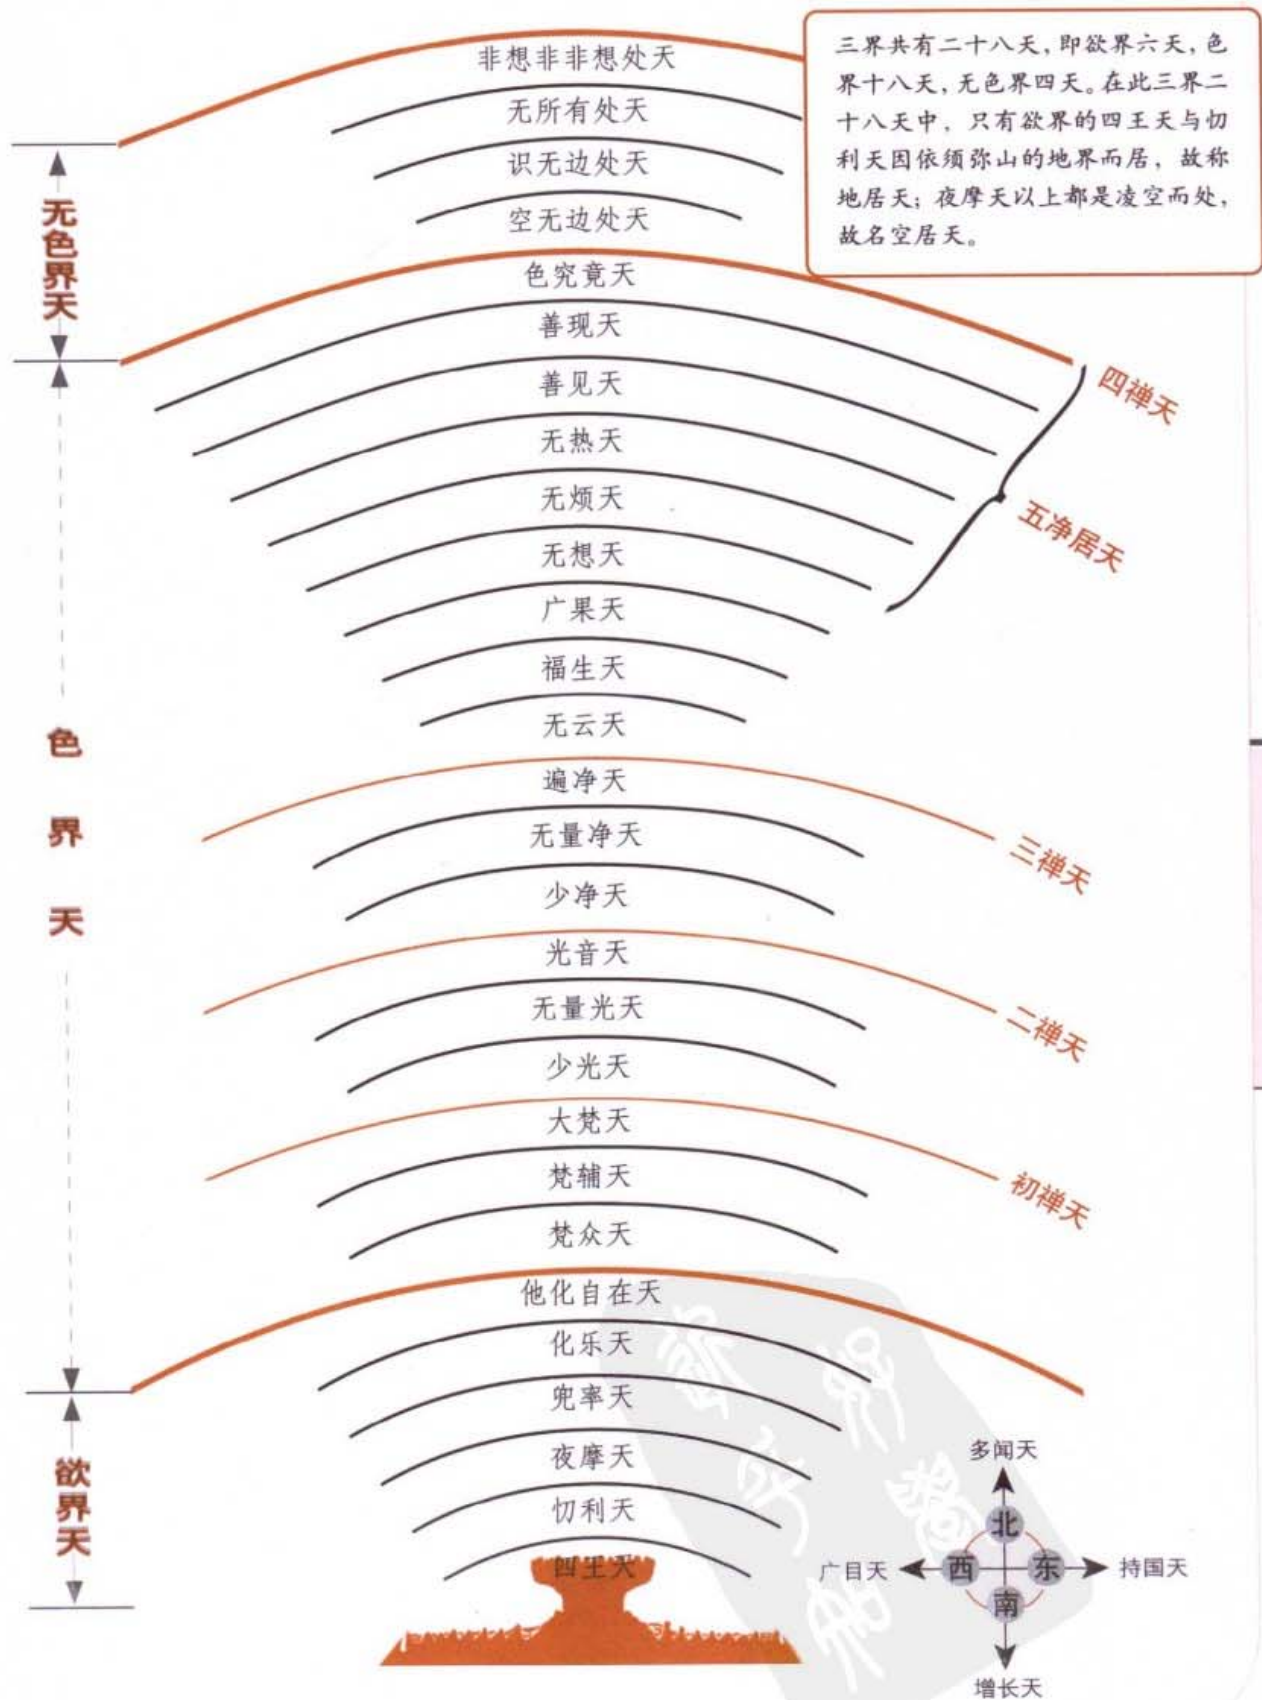 三界共有二十八天，即欲界六天，色
界十八天，无色界四天。在此三界二
十八天中，只有欲界的四王天与忉
利天因依须弥山的地界而居，故称
地居天；夜摩天以上都是凌空而处，
故名空居天。
非想非非想处天
无所有处天
识无边处天
空无边处天
无色界天
色究竟天
善现天
善见天
无热天
无烦天
无想天
广果天
福生天
无云天
四禅天
五净居天
色界天
遍净天
无量净天
少净天
三禅天
光音天
无量光天
少光天
二禅天
大梵天
梵辅天
梵众天
初禅天
他化自在天
化乐天
兜率天
夜摩天
忉利天
四王天
欲界天
多闻天
北
广目天 西 东 持国天
南
增长天